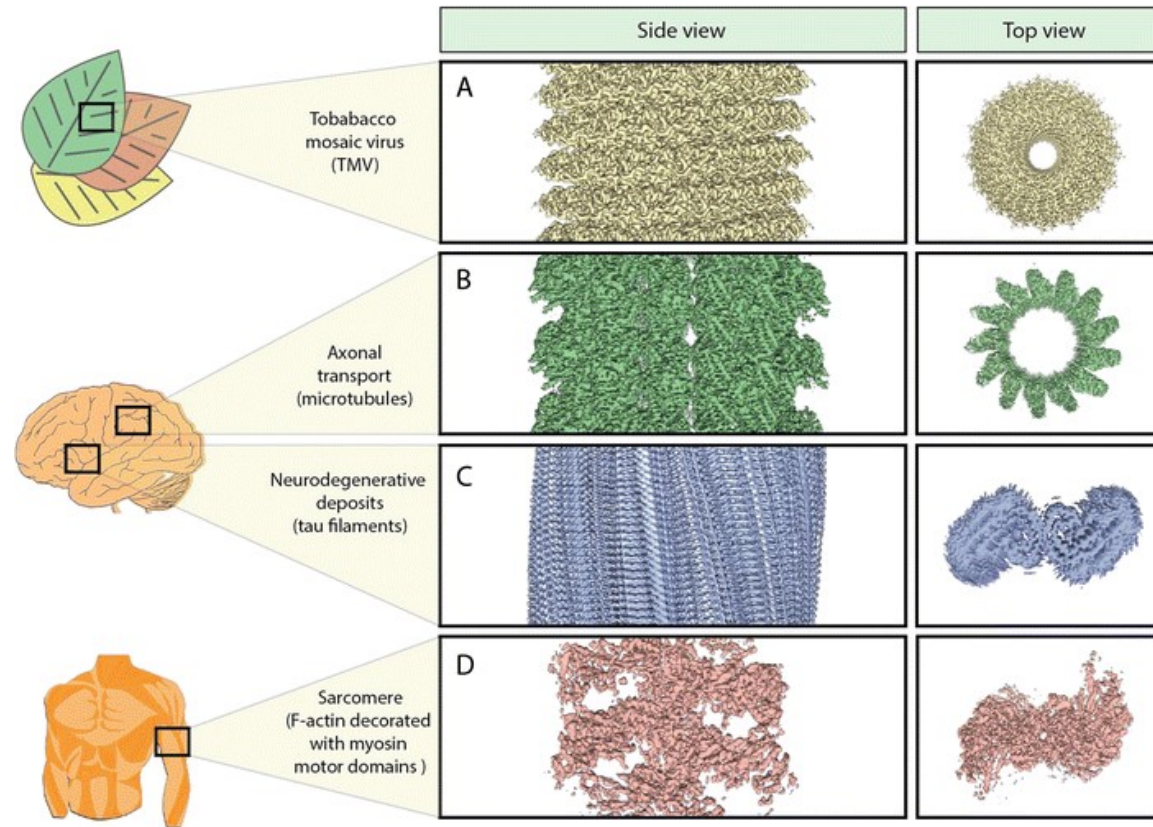 Side view
Top view
Tobabacco
mosaic virus
(TMV)
A
Axonal
transport
(microtubules)
B
Neurodegenerative
deposits
(tau filaments)
C
Sarcomere
(F-actin decorated
with myosin
motor domains )
D